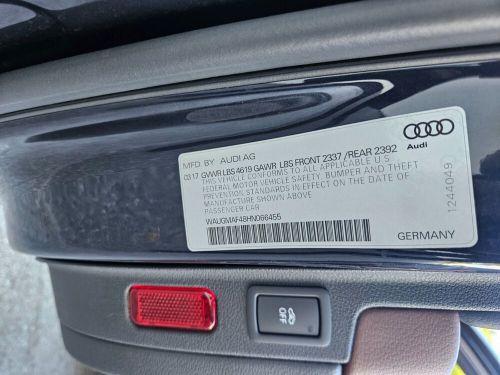 MFD. BY AUDI AG
0317 GVWR LBS 4619 GAWR LBS FRONT 2337 / REAR 2392
THIS VEHICLE CONFORMS TO ALL APPLICABLE U.S.
FEDERAL MOTOR VEHICLE SAFETY, BUMPER AND THEFT
PREVENTION STANDARDS IN EFFECT ON THE DATE OF
MANUFACTURE SHOWN ABOVE
PASSENGER CAR
WAUGMAF48HN066455
Audi
1244049
GERMANY
OFF